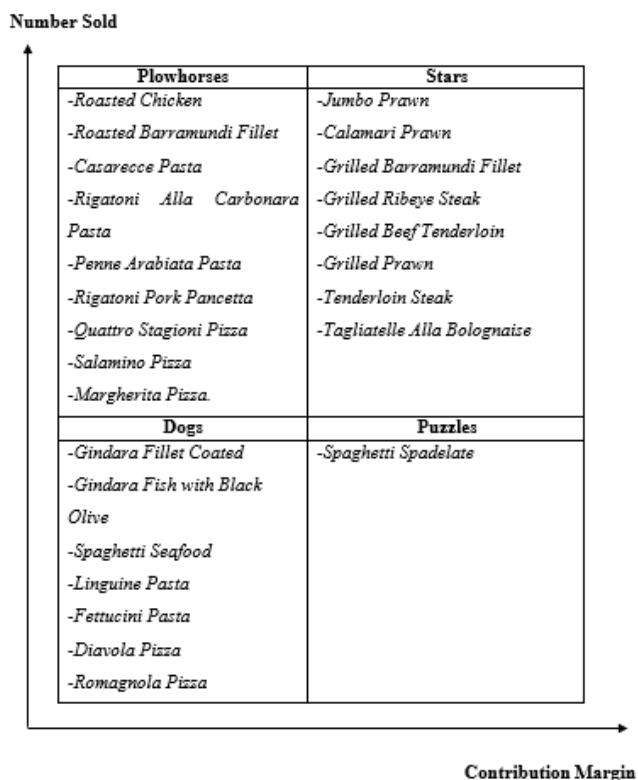 Number Sold
Plowhorses
-Roasted Chicken
-Roasted Barramundi Fillet
-Casarecce Pasta
-Rigatoni Alla Carbonara
Pasta
-Penne Arabiata Pasta
-Rigatoni Pork Pancetta
-Quattro Stagioni Pizza
-Salamino Pizza
-Margherita Pizza.
Stars
-Jumbo Prawn
-Calamari Prawn
-Grilled Barramundi Fillet
-Grilled Ribeye Steak
-Grilled Beef Tenderloin
-Grilled Prawn
-Tenderloin Steak
-Tagliatelle Alla Bolognaise
Dogs
-Gindara Fillet Coated
-Gindara Fish with Black
Olive
-Spaghetti Seafood
-Linguine Pasta
-Fettucini Pasta
-Diavola Pizza
-Romagnola Pizza
Puzzles
-Spaghetti Spadelate
Contribution Margin